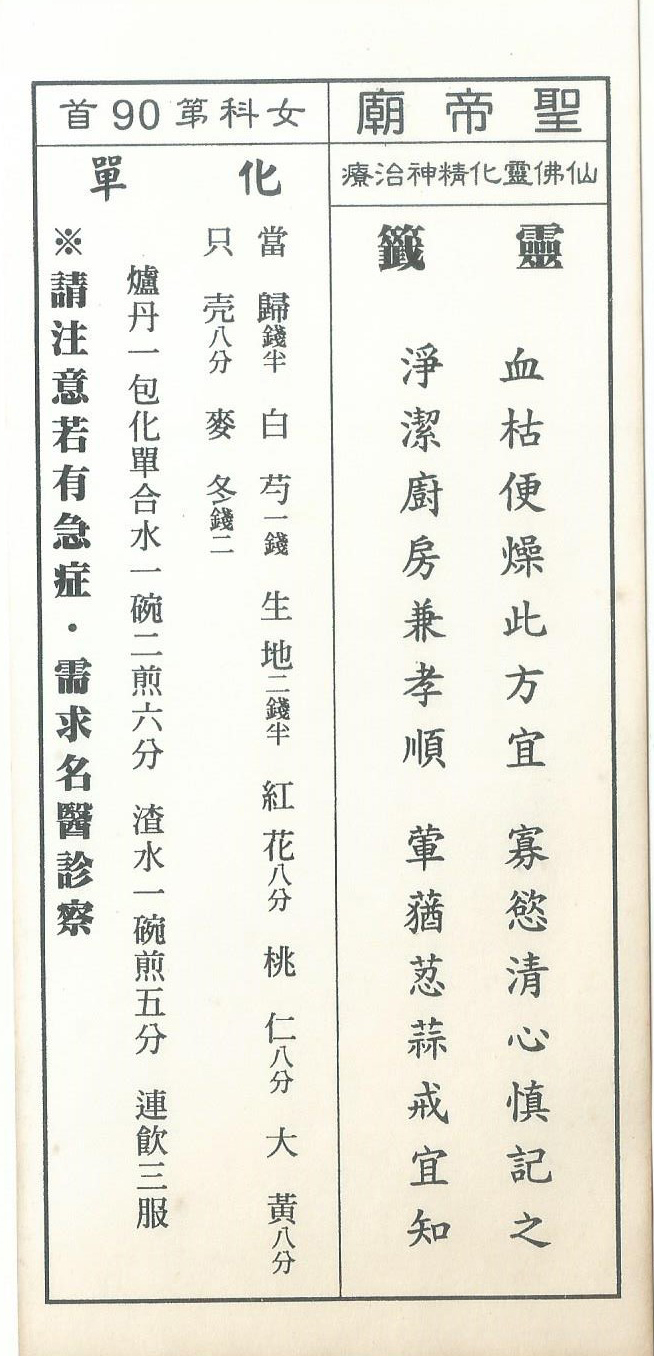 聖帝廟
仙佛靈化精神治療
靈籤
血枯便燥此方宜 寡慾清心慎記之
淨潔廚房兼孝順 葷蕕葱蒜戒宜知
女科第90首
化單
當歸錢半 白芍一錢 生地二錢半 紅花八分 桃仁八分 大黃八分
只壳八分 麥冬錢二
爐丹一包化單合水一碗二煎六分 渣水一碗煎五分 連飲三服
※請注意若有急症・需求名醫診察